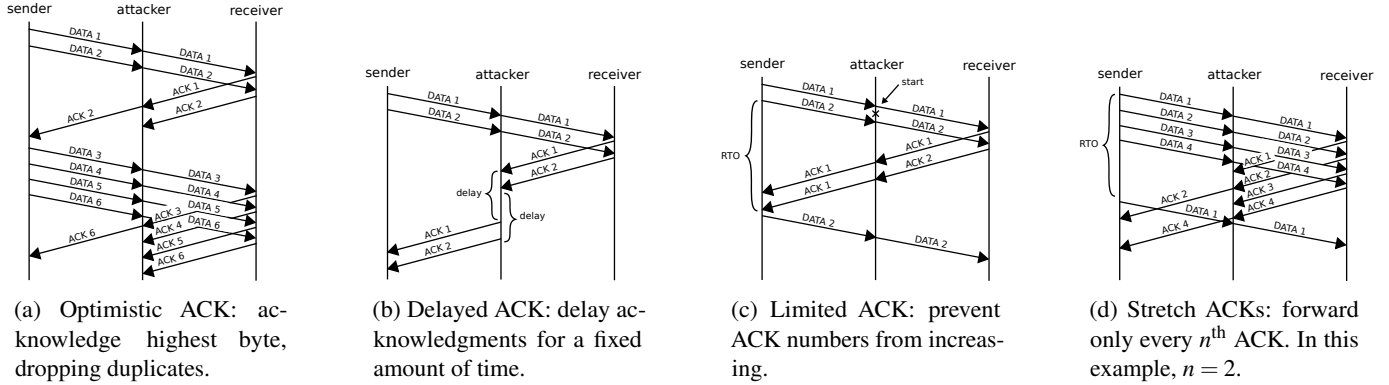 sender attacker receiver
DATA 1
DATA 1
DATA 2
DATA 2
ACK 1
ACK 2
ACK 2
DATA 3
DATA 3
DATA 4
DATA 4
DATA 5
DATA 5
DATA 6
ACK 3
DATA 6
ACK 4
ACK 6
ACK 5
ACK 6
(a) Optimistic ACK: ac-
knowledge highest byte,
dropping duplicates.
sender attacker receiver
DATA 1
DATA 2
DATA 1
DATA 2
ACK 1
ACK 2
delay
delay
ACK 1
ACK 2
(b) Delayed ACK: delay ac-
knowledgments for a fixed
amount of time.
sender attacker receiver
start
DATA 1
DATA 2
DATA 1
DATA 2
RTO
ACK 1
ACK 2
ACK 1
ACK 1
DATA 2
DATA 2
(c) Limited ACK: prevent
ACK numbers from increas-
ing.
sender attacker receiver
DATA 1
DATA 2
DATA 3
DATA 4
DATA 1
DATA 2
DATA 3
DATA 4
RTO
ACK 1
ACK 2
ACK 2
ACK 3
ACK 4
ACK 4
DATA 1
DATA 1
(d) Stretch ACKs: forward
only every nth ACK. In this
example, n = 2.